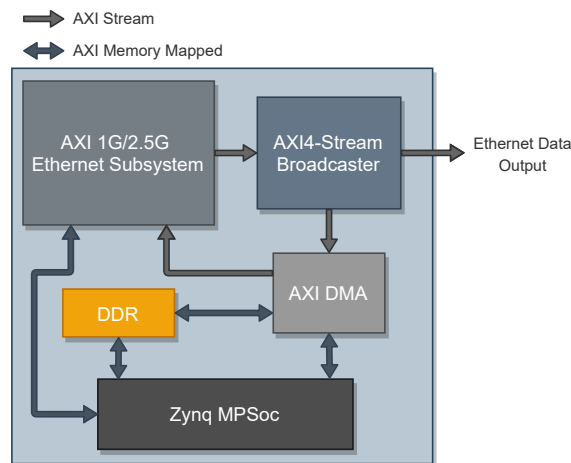 AXI Stream
AXI Memory Mapped
AXI 1G/2.5G
Ethernet Subsystem
AXI4-Stream
Broadcaster
Ethernet Data
Output
AXI DMA
DDR
Zynq MPSoc